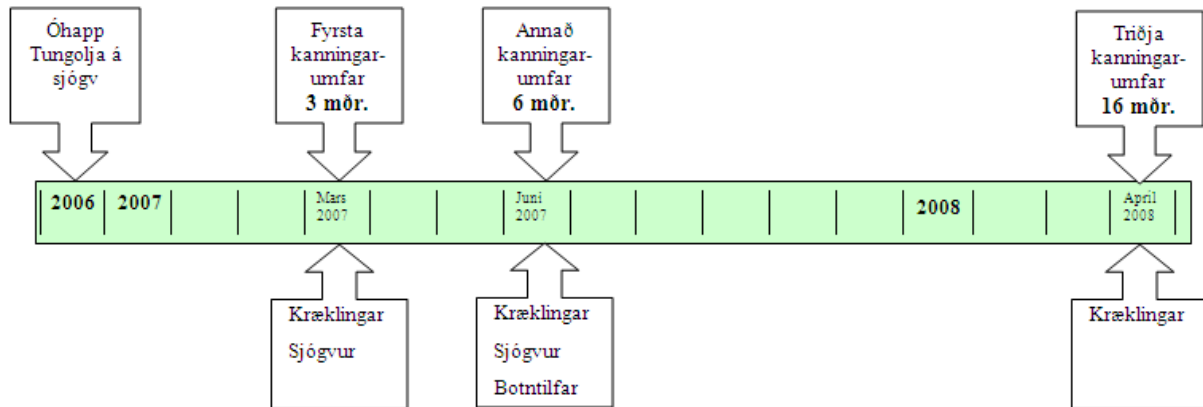 Óhapp
Tungolja á
sjógv
Fyrsta
kanningar-
umfar
3 mðr.
Annað
kanningar-
umfar
6 mðr.
Triðja
kanningar-
umfar
16 mðr.
2006
2007
Mars
2007
Juni
2007
2008
April
2008
Kræklingar
Sjógvur
Kræklingar
Sjógvur
Botntilfar
Kræklingar